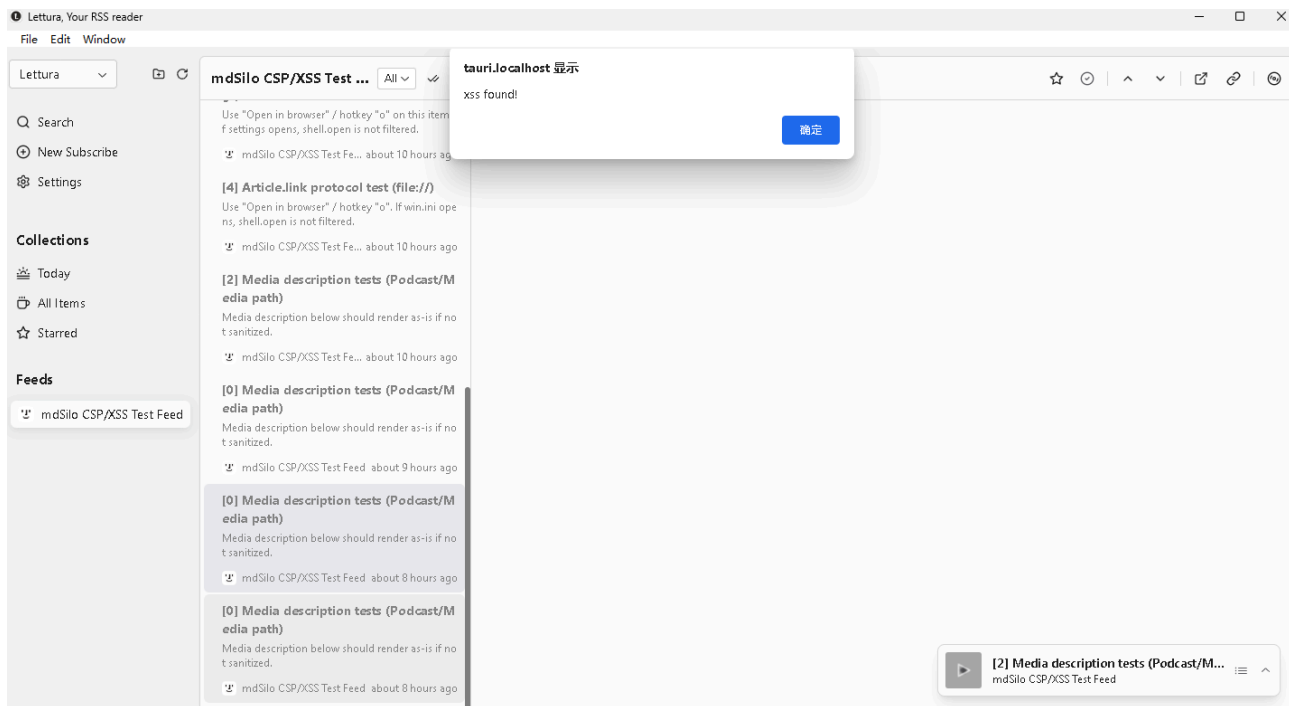 Lettura, Your RSS reader
File Edit Window
Lettura
Search
New Subscribe
Settings
Collections
Today
All Items
Starred
Feeds
mdSilo CSP/XSS Test Feed
mdSilo CSP/XSS Test ...
All
Use "Open in browser" / hotkey "o" on this item
f settings opens, shell.open is not filtered.
mdSilo CSP/XSS Test Fe... about 10 hours ag
[4] Article.link protocol test (file://)
Use "Open in browser" / hotkey "o". If win.ini ope
ns, shell.open is not filtered.
mdSilo CSP/XSS Test Fe... about 10 hours ago
[2] Media description tests (Podcast/M
edia path)
Media description below should render as-is if no
t sanitized.
mdSilo CSP/XSS Test Fe... about 10 hours ago
[0] Media description tests (Podcast/M
edia path)
Media description below should render as-is if no
t sanitized.
mdSilo CSP/XSS Test Feed about 9 hours ago
[0] Media description tests (Podcast/M
edia path)
Media description below should render as-is if no
t sanitized.
mdSilo CSP/XSS Test Feed about 8 hours ago
[0] Media description tests (Podcast/M
edia path)
Media description below should render as-is if no
t sanitized.
mdSilo CSP/XSS Test Feed about 8 hours ago
tauri.localhost 显示
xss found!
确定
[2] Media description tests (Podcast/M...
mdSilo CSP/XSS Test Feed